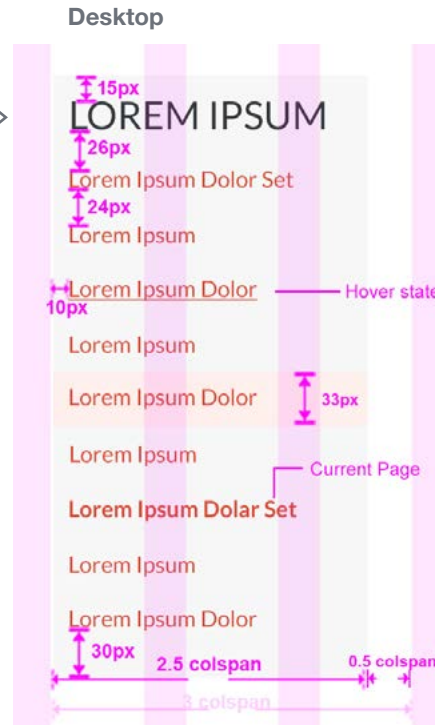 Desktop
15px
LOREM IPSUM
26px
Lorem Ipsum Dolor Set
24px
Lorem Ipsum
Lorem Ipsum Dolor
Hover state
10px
Lorem Ipsum
Lorem Ipsum Dolor
33px
Lorem Ipsum
Current Page
Lorem Ipsum Dolar Set
Lorem Ipsum
Lorem Ipsum Dolor
30px
2.5 colspan
0.5 colspan
3 colspan